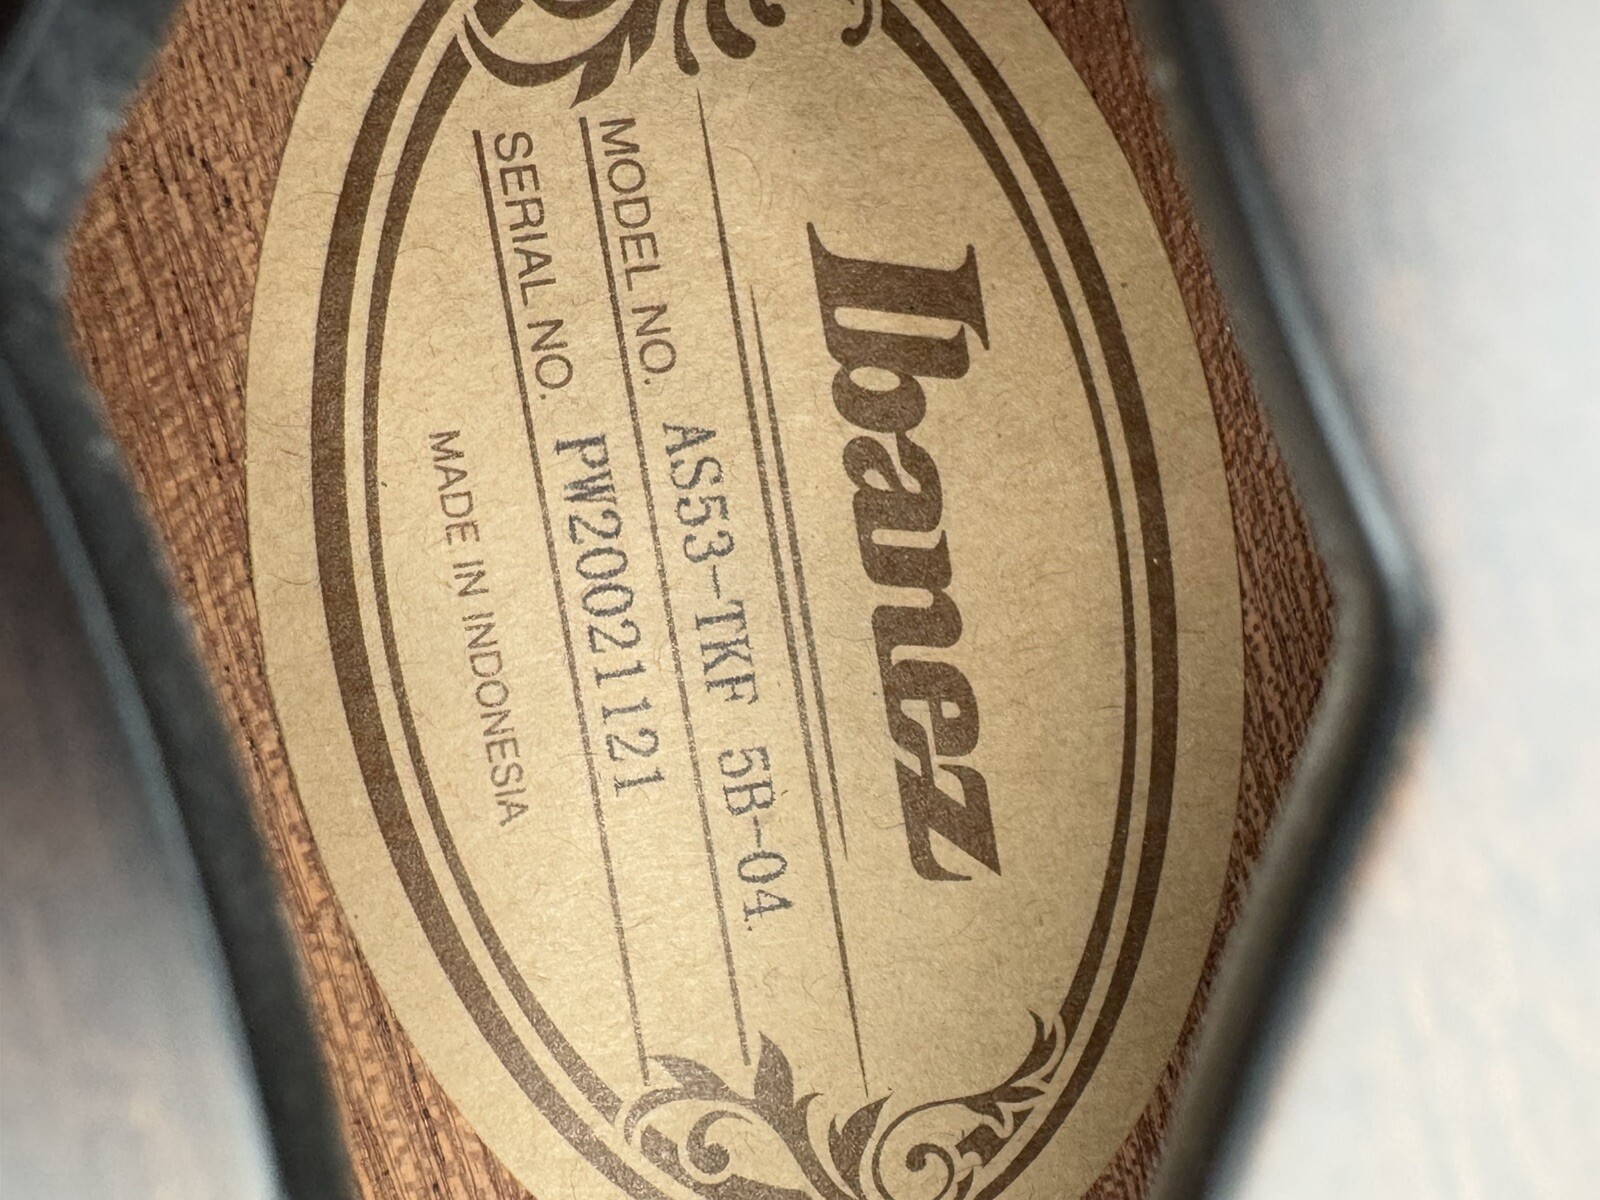 Ibanez
MODEL NO. AS53-TKF 5B-04
SERIAL NO. PW20021121
MADE IN INDONESIA